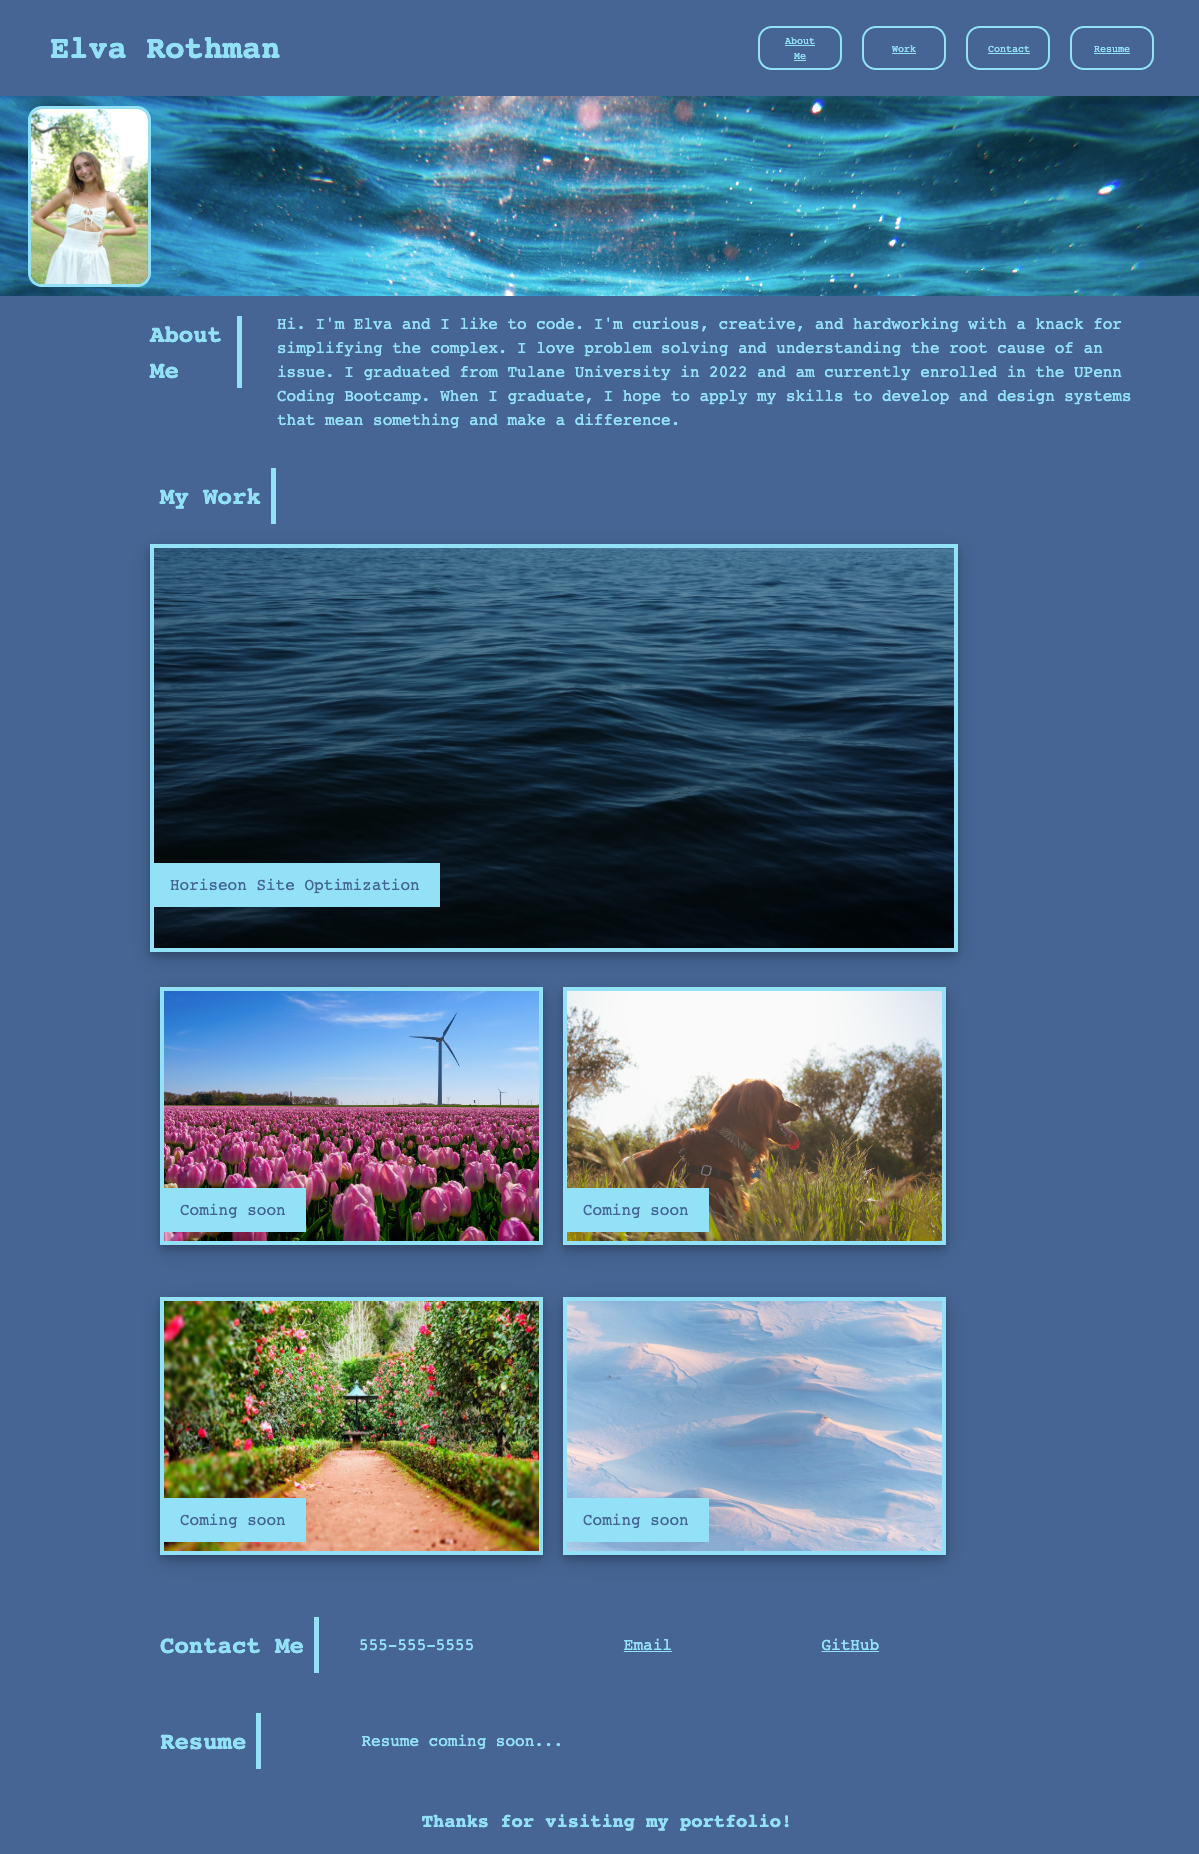 Elva Rothman
About
Me
Work
Contact
Resume
About
Me
Hi. I'm Elva and I like to code. I'm curious, creative, and hardworking with a knack for
simplifying the complex. I love problem solving and understanding the root cause of an
issue. I graduated from Tulane University in 2022 and am currently enrolled in the UPenn
Coding Bootcamp. When I graduate, I hope to apply my skills to develop and design systems
that mean something and make a difference.
My Work
Horiseon Site Optimization
Coming soon
Coming soon
Coming soon
Coming soon
Contact Me
555-555-5555
Email
GitHub
Resume
Resume coming soon...
Thanks for visiting my portfolio!